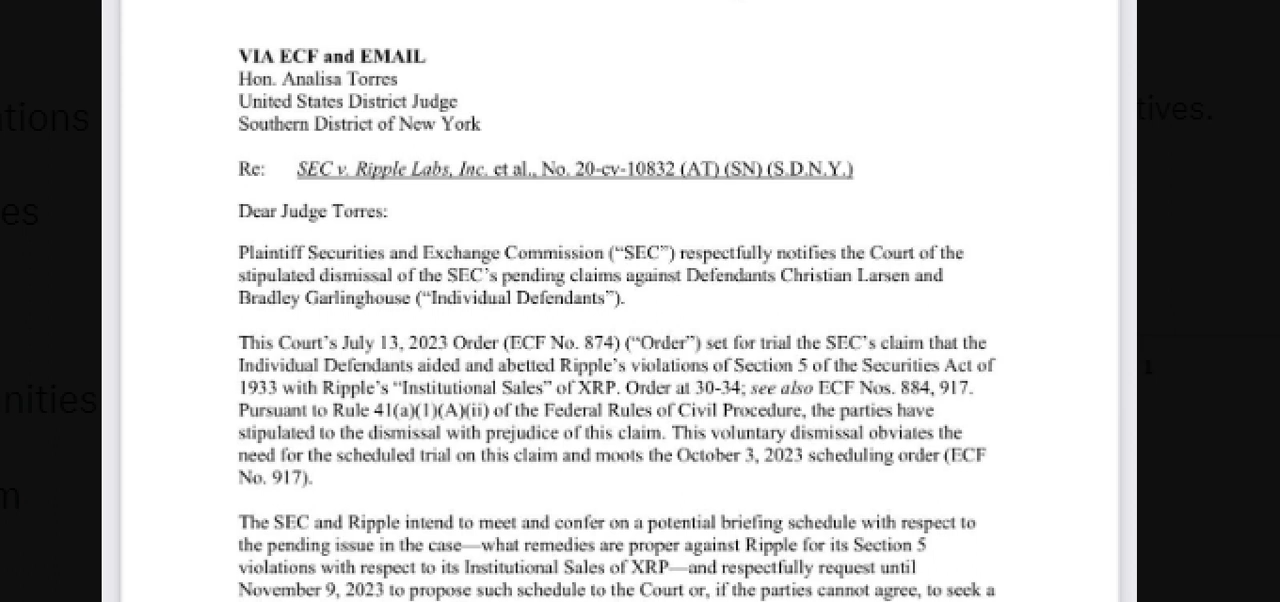 VIA ECF and EMAIL
Hon. Analisa Torres
United States District Judge
Southern District of New York
Re: SEC v. Ripple Labs, Inc. et al., No. 20-cv-10832 (AT) (SN) (S.D.N.Y.)
Dear Judge Torres:
Plaintiff Securities and Exchange Commission (“SEC”) respectfully notifies the Court of the
stipulated dismissal of the SEC’s pending claims against Defendants Christian Larsen and
Bradley Garlinghouse (“Individual Defendants”).
This Court’s July 13, 2023 Order (ECF No. 874) (“Order”) set for trial the SEC’s claim that the
Individual Defendants aided and abetted Ripple’s violations of Section 5 of the Securities Act of
1933 with Ripple’s “Institutional Sales” of XRP. Order at 30-34; see also ECF Nos. 884, 917.
Pursuant to Rule 41(a)(1)(A)(ii) of the Federal Rules of Civil Procedure, the parties have
stipulated to the dismissal with prejudice of this claim. This voluntary dismissal obviates the
need for the scheduled trial on this claim and moots the October 3, 2023 scheduling order (ECF
No. 917).
The SEC and Ripple intend to meet and confer on a potential briefing schedule with respect to
the pending issue in the case—what remedies are proper against Ripple for its Section 5
violations with respect to its Institutional Sales of XRP—and respectfully request until
November 9, 2023 to propose such schedule to the Court or, if the parties cannot agree, to seek a
ations
es
nities
m
tives.